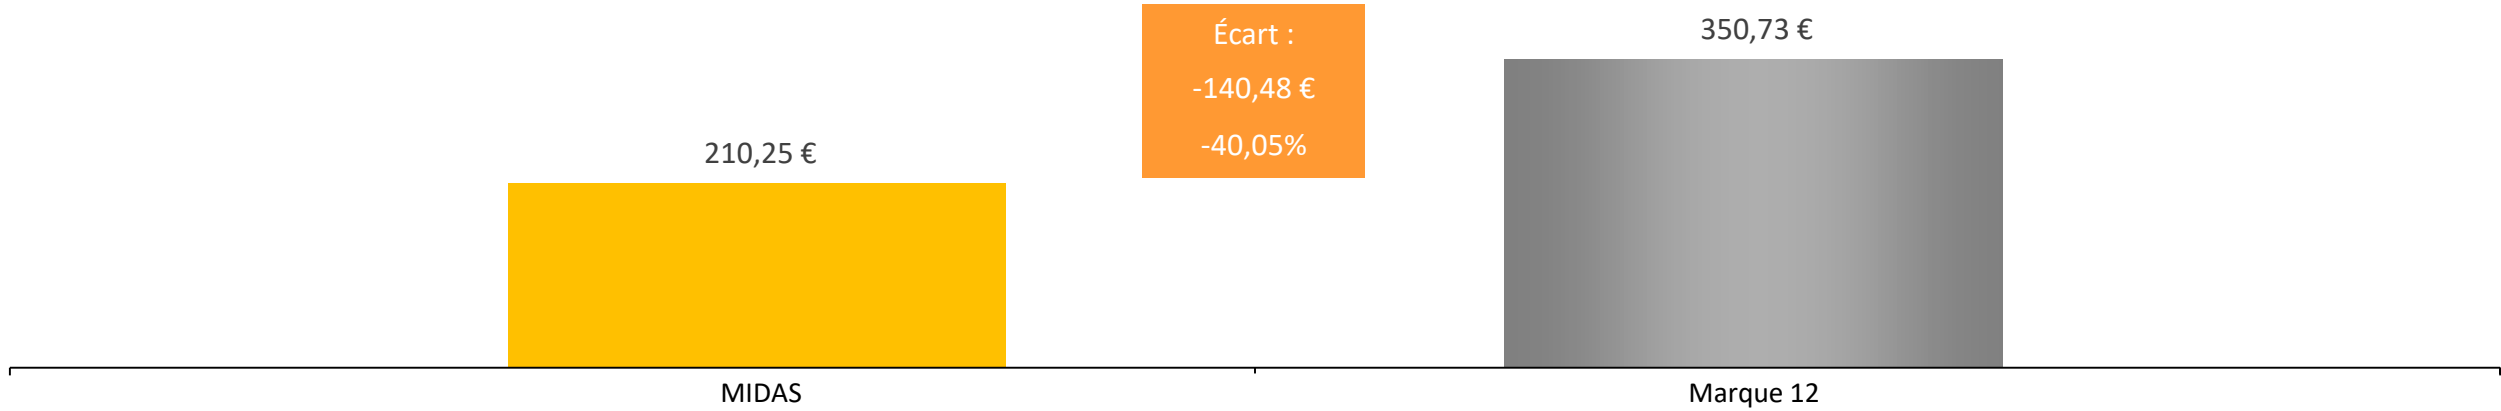 Écart :
-140,48 €
-40,05%
350,73 €
210,25 €
MIDAS
Marque 12